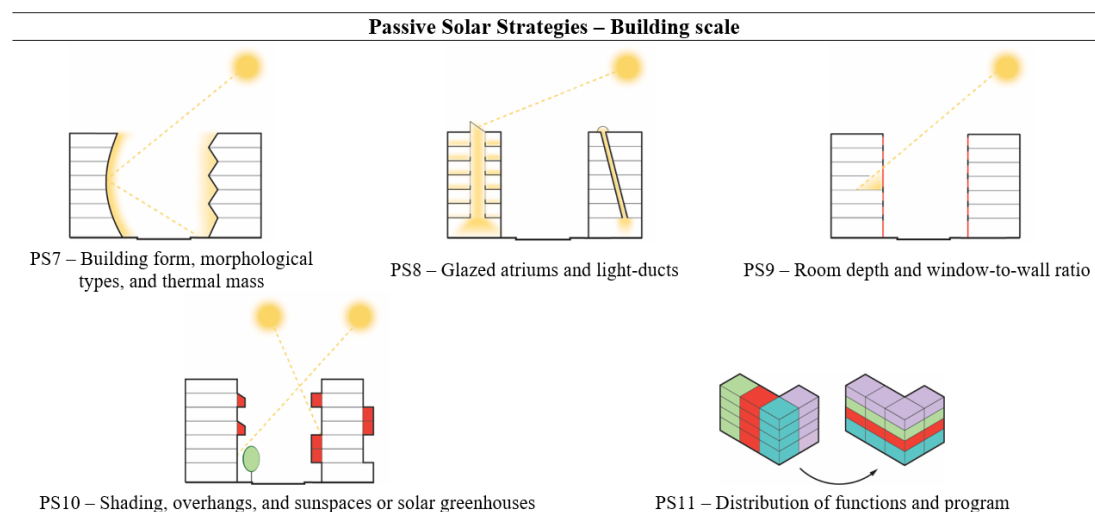 Passive Solar Strategies – Building scale
PS7 – Building form, morphological
types, and thermal mass
PS8 – Glazed atriums and light-ducts
PS9 – Room depth and window-to-wall ratio
PS10 – Shading, overhangs, and sunspaces or solar greenhouses
PS11 – Distribution of functions and program